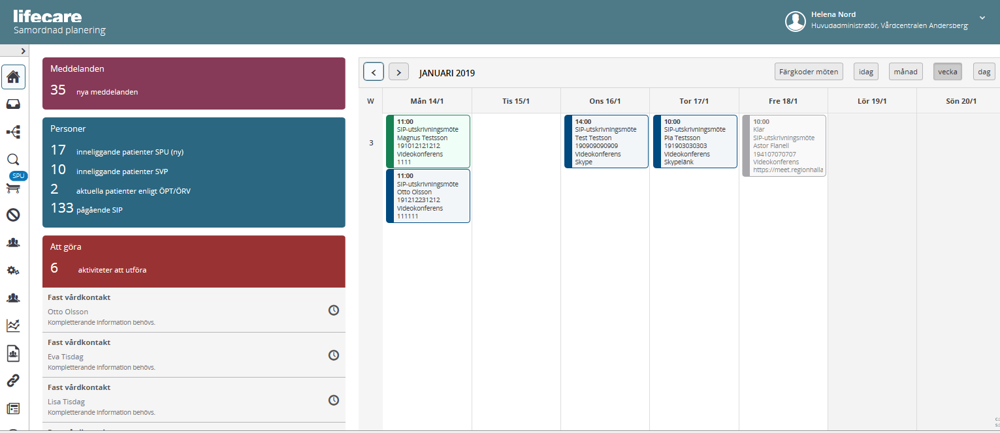 lifecare
Samordnad planering
Helena Nord
Huvudadministratör, Vårdcentralen Andersberg
Meddelanden
35 nya meddelanden
Personer
17 inneliggande patienter SPU (ny)
10 inneliggande patienter SVP
2 aktuella patienter enligt ÖPT/ÖRV
133 pågående SIP
Att göra
6 aktiviteter att utföra
Fast vårdkontakt
Otto Olsson
Kompletterande information behövs.
Fast vårdkontakt
Eva Tisdag
Kompletterande information behövs.
Fast vårdkontakt
Lisa Tisdag
Kompletterande information behövs.
SPU
JANUARI 2019
Färgkoder möten
idag
månad
vecka
dag
W Mån 14/1 Tis 15/1 Ons 16/1 Tor 17/1 Fre 18/1 Lör 19/1 Sön 20/1
3
11:00
SIP-utskrivningsmöte
Magnus Testsson
191012121212
Videokonferens
1111
11:00
SIP-utskrivningsmöte
Otto Olsson
191212231212
Videokonferens
111111
14:00
SIP-utskrivningsmöte
Test Testson
190909090909
Videokonferens
Skype
10:00
SIP-utskrivningsmöte
Pia Testsson
191903030303
Videokonferens
Skypelänk
10:00
Klar
SIP-utskrivningsmöte
Astor Flanell
194107070707
Videokonferens
https://meet.regionhalla